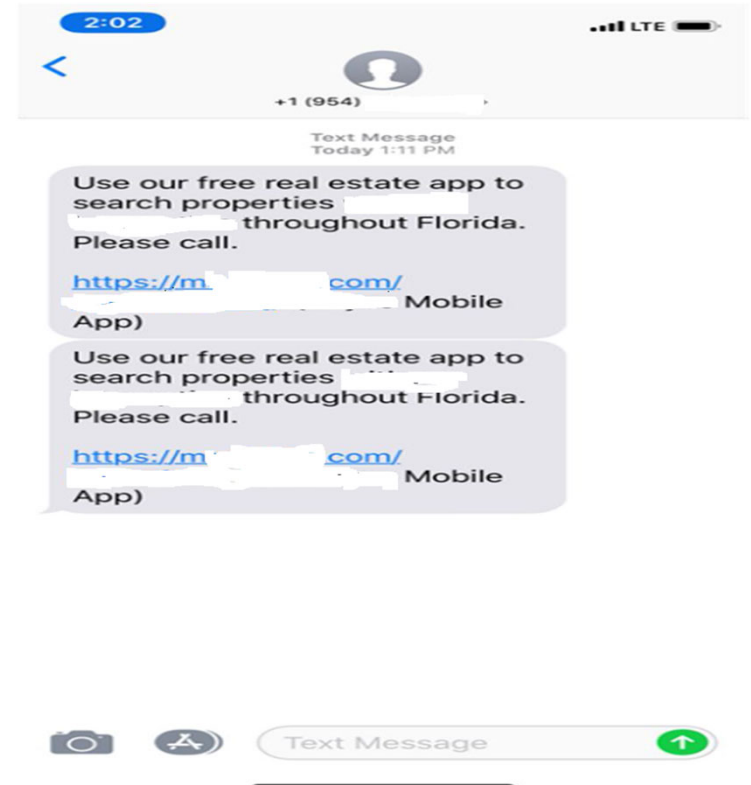 2:02
LTE
+1 (954)
Text Message
Today 1:11 PM
Use our free real estate app to
search properties
throughout Florida.
Please call.
https://m
com/
Mobile
App)
Use our free real estate app to
search properties
throughout Florida.
Please call.
https://m
.com/
Mobile
App)
Text Message